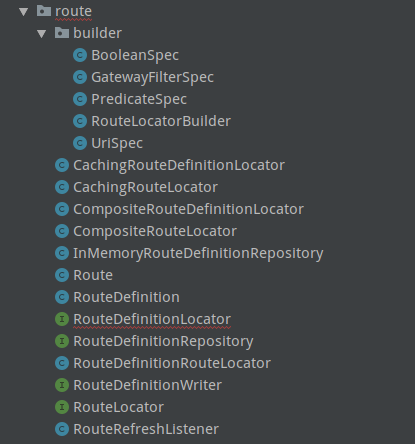 route
builder
BooleanSpec
GatewayFilterSpec
PredicateSpec
RouteLocatorBuilder
UriSpec
CachingRouteDefinitionLocator
CachingRouteLocator
CompositeRouteDefinitionLocator
CompositeRouteLocator
InMemoryRouteDefinitionRepository
Route
RouteDefinition
RouteDefinitionLocator
RouteDefinitionRepository
RouteDefinitionRouteLocator
RouteDefinitionWriter
RouteLocator
RouteRefreshListener